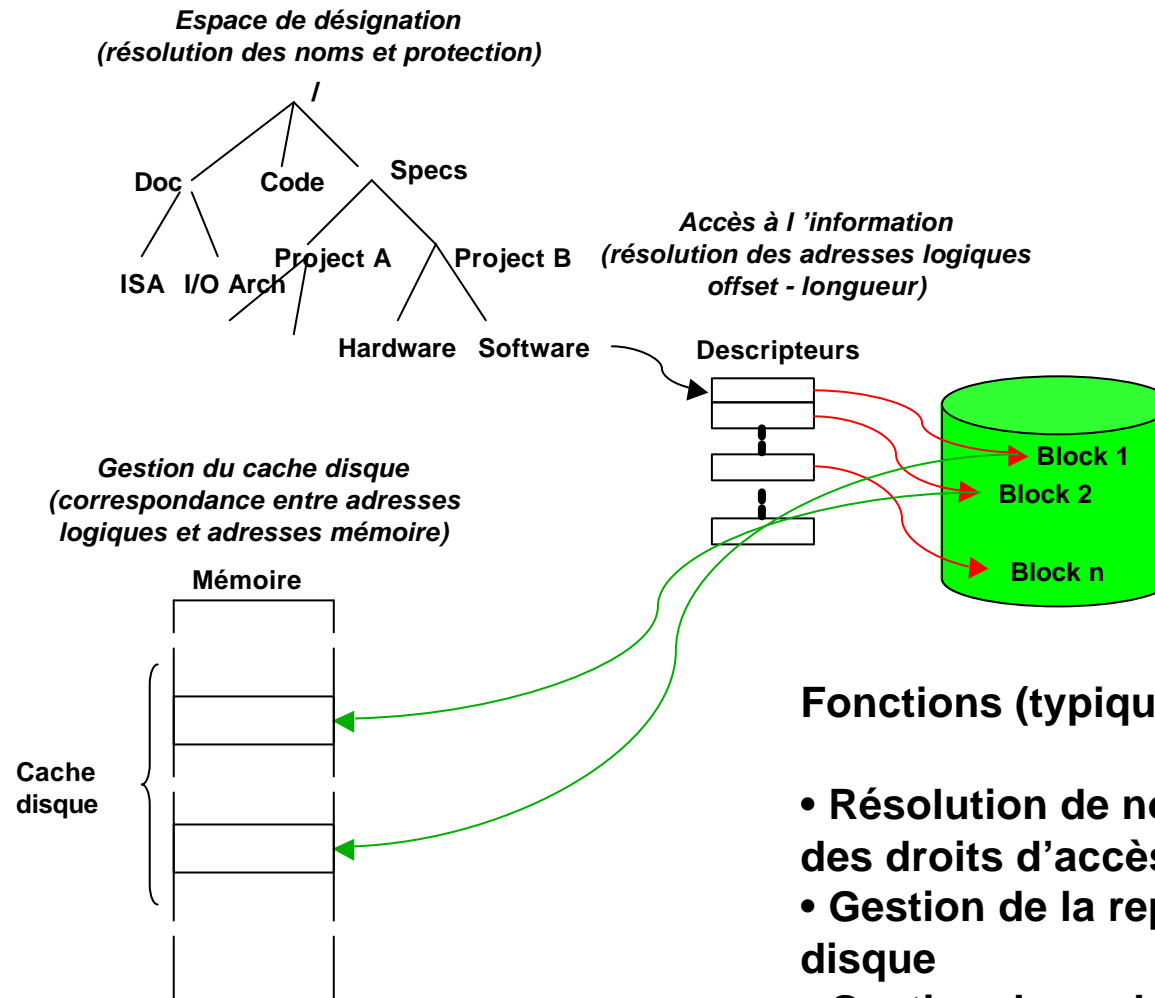 Espace de désignation
(résolution des noms et protection)
/
Doc
Code
Specs
ISA
I/O Arch
Project A
Project B
Hardware
Software
Accès à l ’information
(résolution des adresses logiques
offset - longueur)
Descripteurs
Block 1
Block 2
Block n
Gestion du cache disque
(correspondance entre adresses
logiques et adresses mémoire)
Mémoire
Cache
disque
Fonctions (typiqu
• Résolution de
des droits d’accès
• Gestion de la
disque